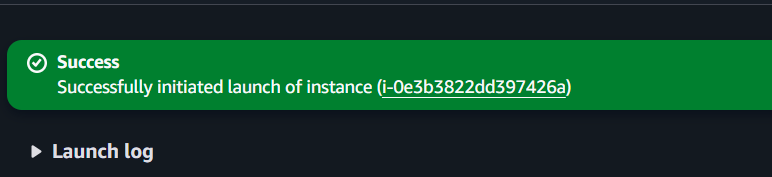 Success
Successfully initiated launch of instance (i-0e3b3822dd397426a)
Launch log